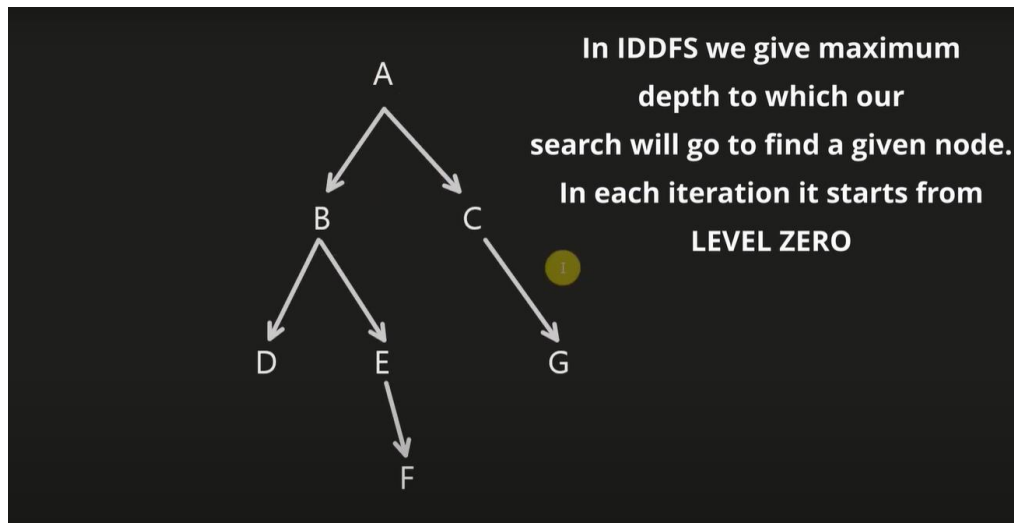 A
In IDDFS we give maximum
depth to which our
search will go to find a given node.
In each iteration it starts from
LEVEL ZERO
B
C
D
E
G
F